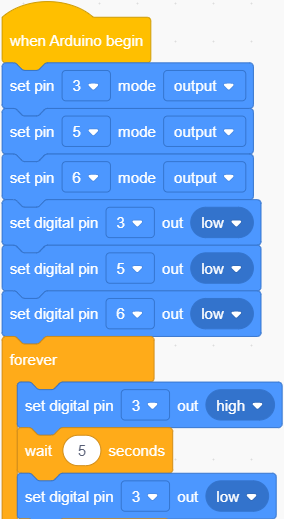 when Arduino begin
set pin 3 mode output
set pin 5 mode output
set pin 6 mode output
set digital pin 3 out low
set digital pin 5 out low
set digital pin 6 out low
forever
set digital pin 3 out high
wait 5 seconds
set digital pin 3 out low